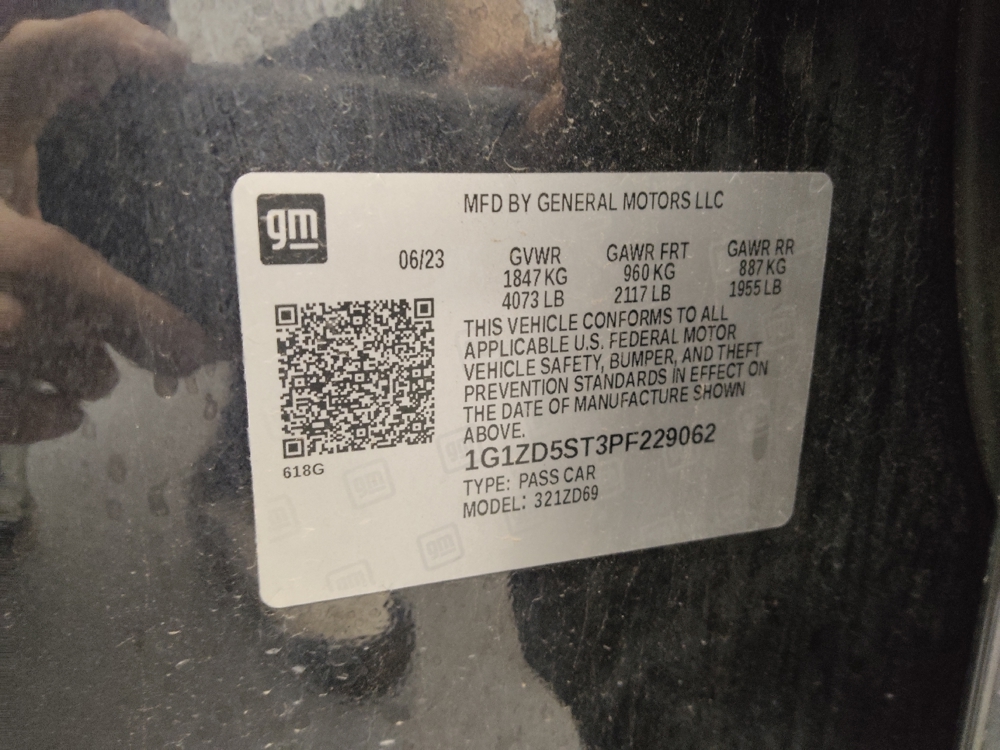 gm
MFD BY GENERAL MOTORS LLC
06/23
GVWR GAWR FRT GAWR RR
1847 KG 960 KG 887 KG
4073 LB 2117 LB 1955 LB
THIS VEHICLE CONFORMS TO ALL
APPLICABLE U.S. FEDERAL MOTOR
VEHICLE SAFETY, BUMPER, AND THEFT
PREVENTION STANDARDS IN EFFECT ON
THE DATE OF MANUFACTURE SHOWN
ABOVE.
1G1ZD5ST3PF229062
TYPE: PASS CAR
MODEL: 321ZD69
618G